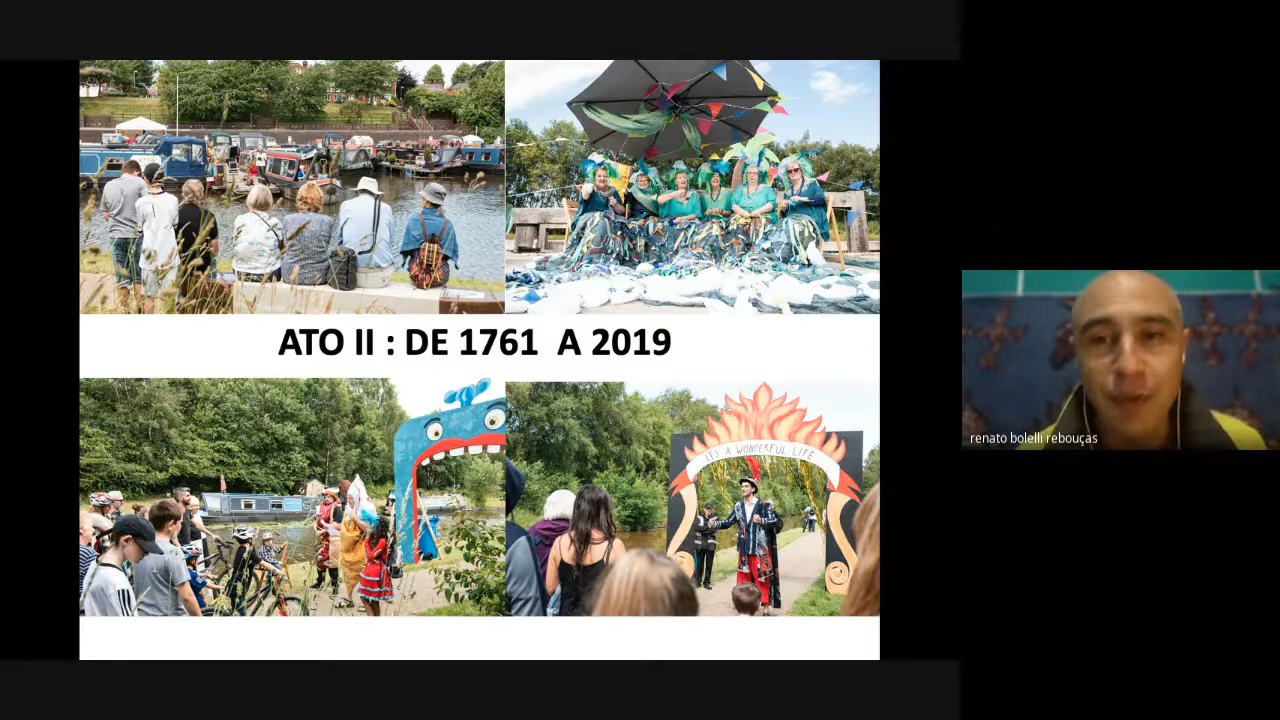 ATO II : DE 1761 A 2019
IT'S A WONDERFUL LIFE
renato bolelli rebouças